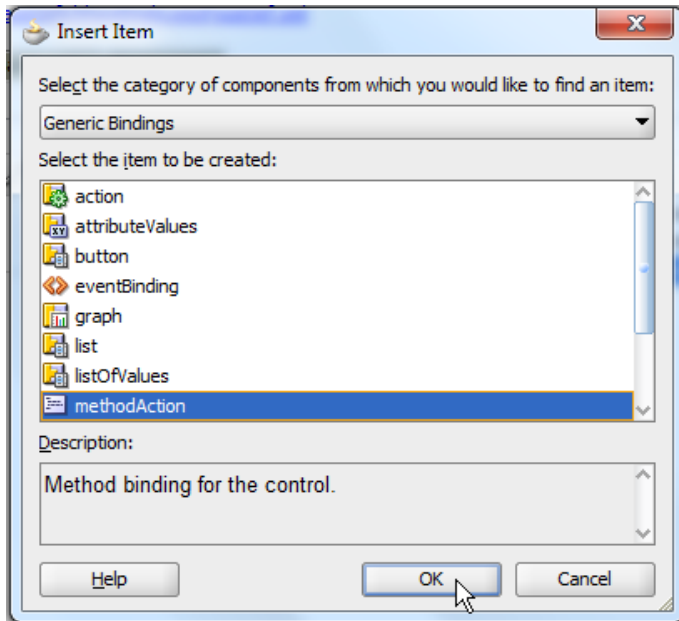 Insert Item
Select the category of components from which you would like to find an item:
Generic Bindings
Select the item to be created:
action
attributeValues
button
eventBinding
graph
list
listOfValues
methodAction
Description:
Method binding for the control.
Help
OK
Cancel